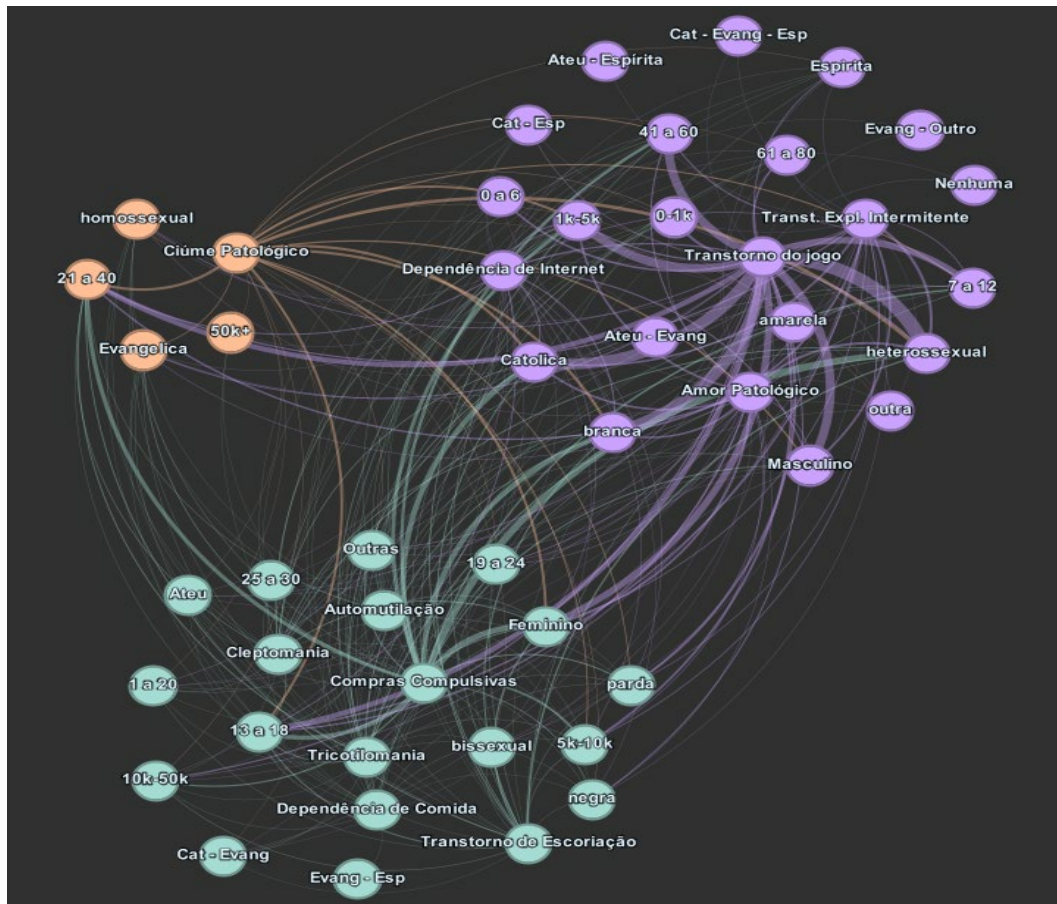 Cat - Evang - Esp
Ateu - Espírita
Espírita
Cat - Esp
41 a 60
Evang - Outro
61 a 80
Nenhuma
0 a 6
homossexual
1k-5k
0-1k
Transt. Expl. Intermitente
Ciúme Patológico
Transtorno do jogo
21 a 40
Dependência de Internet
7 a 12
amarela
50k+
Ateu - Evang
Evangelica
Catolica
heterossexual
Amor Patológico
outra
branca
Masculino
Outras
19 a 24
25 a 30
Ateu
Automutilação
Feminino
Cleptomania
Compras Compulsivas
1 a 20
parda
13 a 18
5k-10k
bissexual
Tricotilomania
10k-50k
negra
Dependência de Comida
Transtorno de Escoriação
Cat - Evang
Evang - Esp